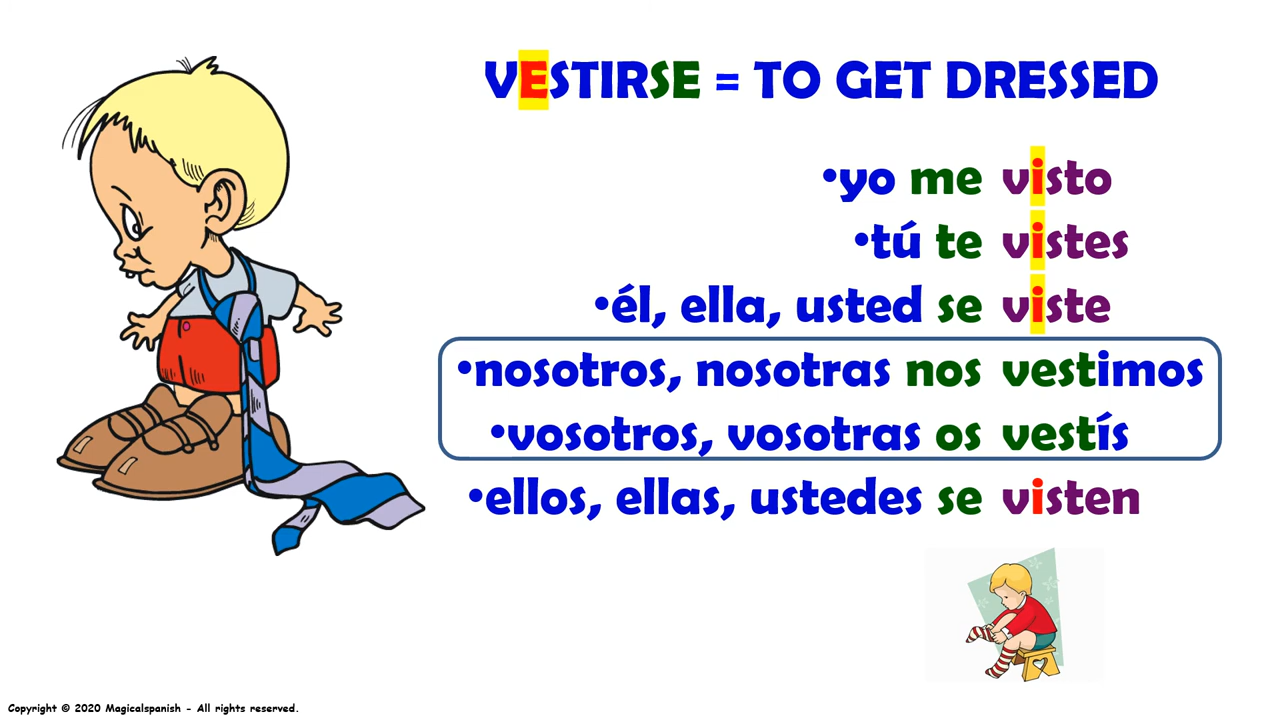 VESTIRSE = TO GET DRESSED
•yo me visto
•tú te vistes
•él, ella, usted se viste
•nosotros, nosotras nos vestimos
•vosotros, vosotras os vestís
•ellos, ellas, ustedes se visten
Copyright © 2020 Magicalspanish - All rights reserved.